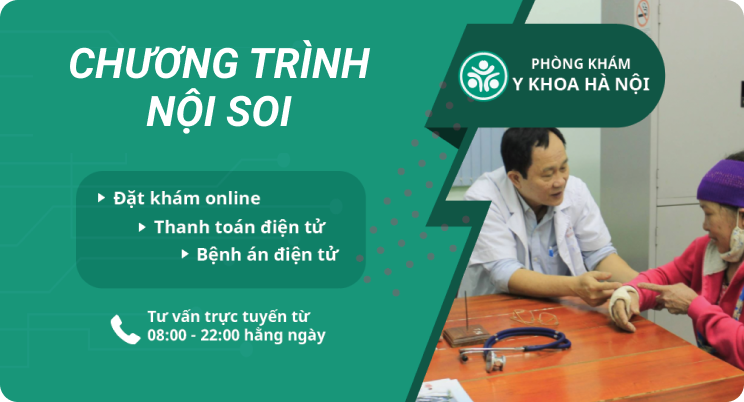 CHƯƠNG TRÌNH
NỘI SOI
PHÒNG KHÁM
Y KHOA HÀ NỘI
Đặt khám online
Thanh toán điện tử
Bệnh án điện tử
Tư vấn trực tuyến từ
08:00 - 22:00 hằng ngày